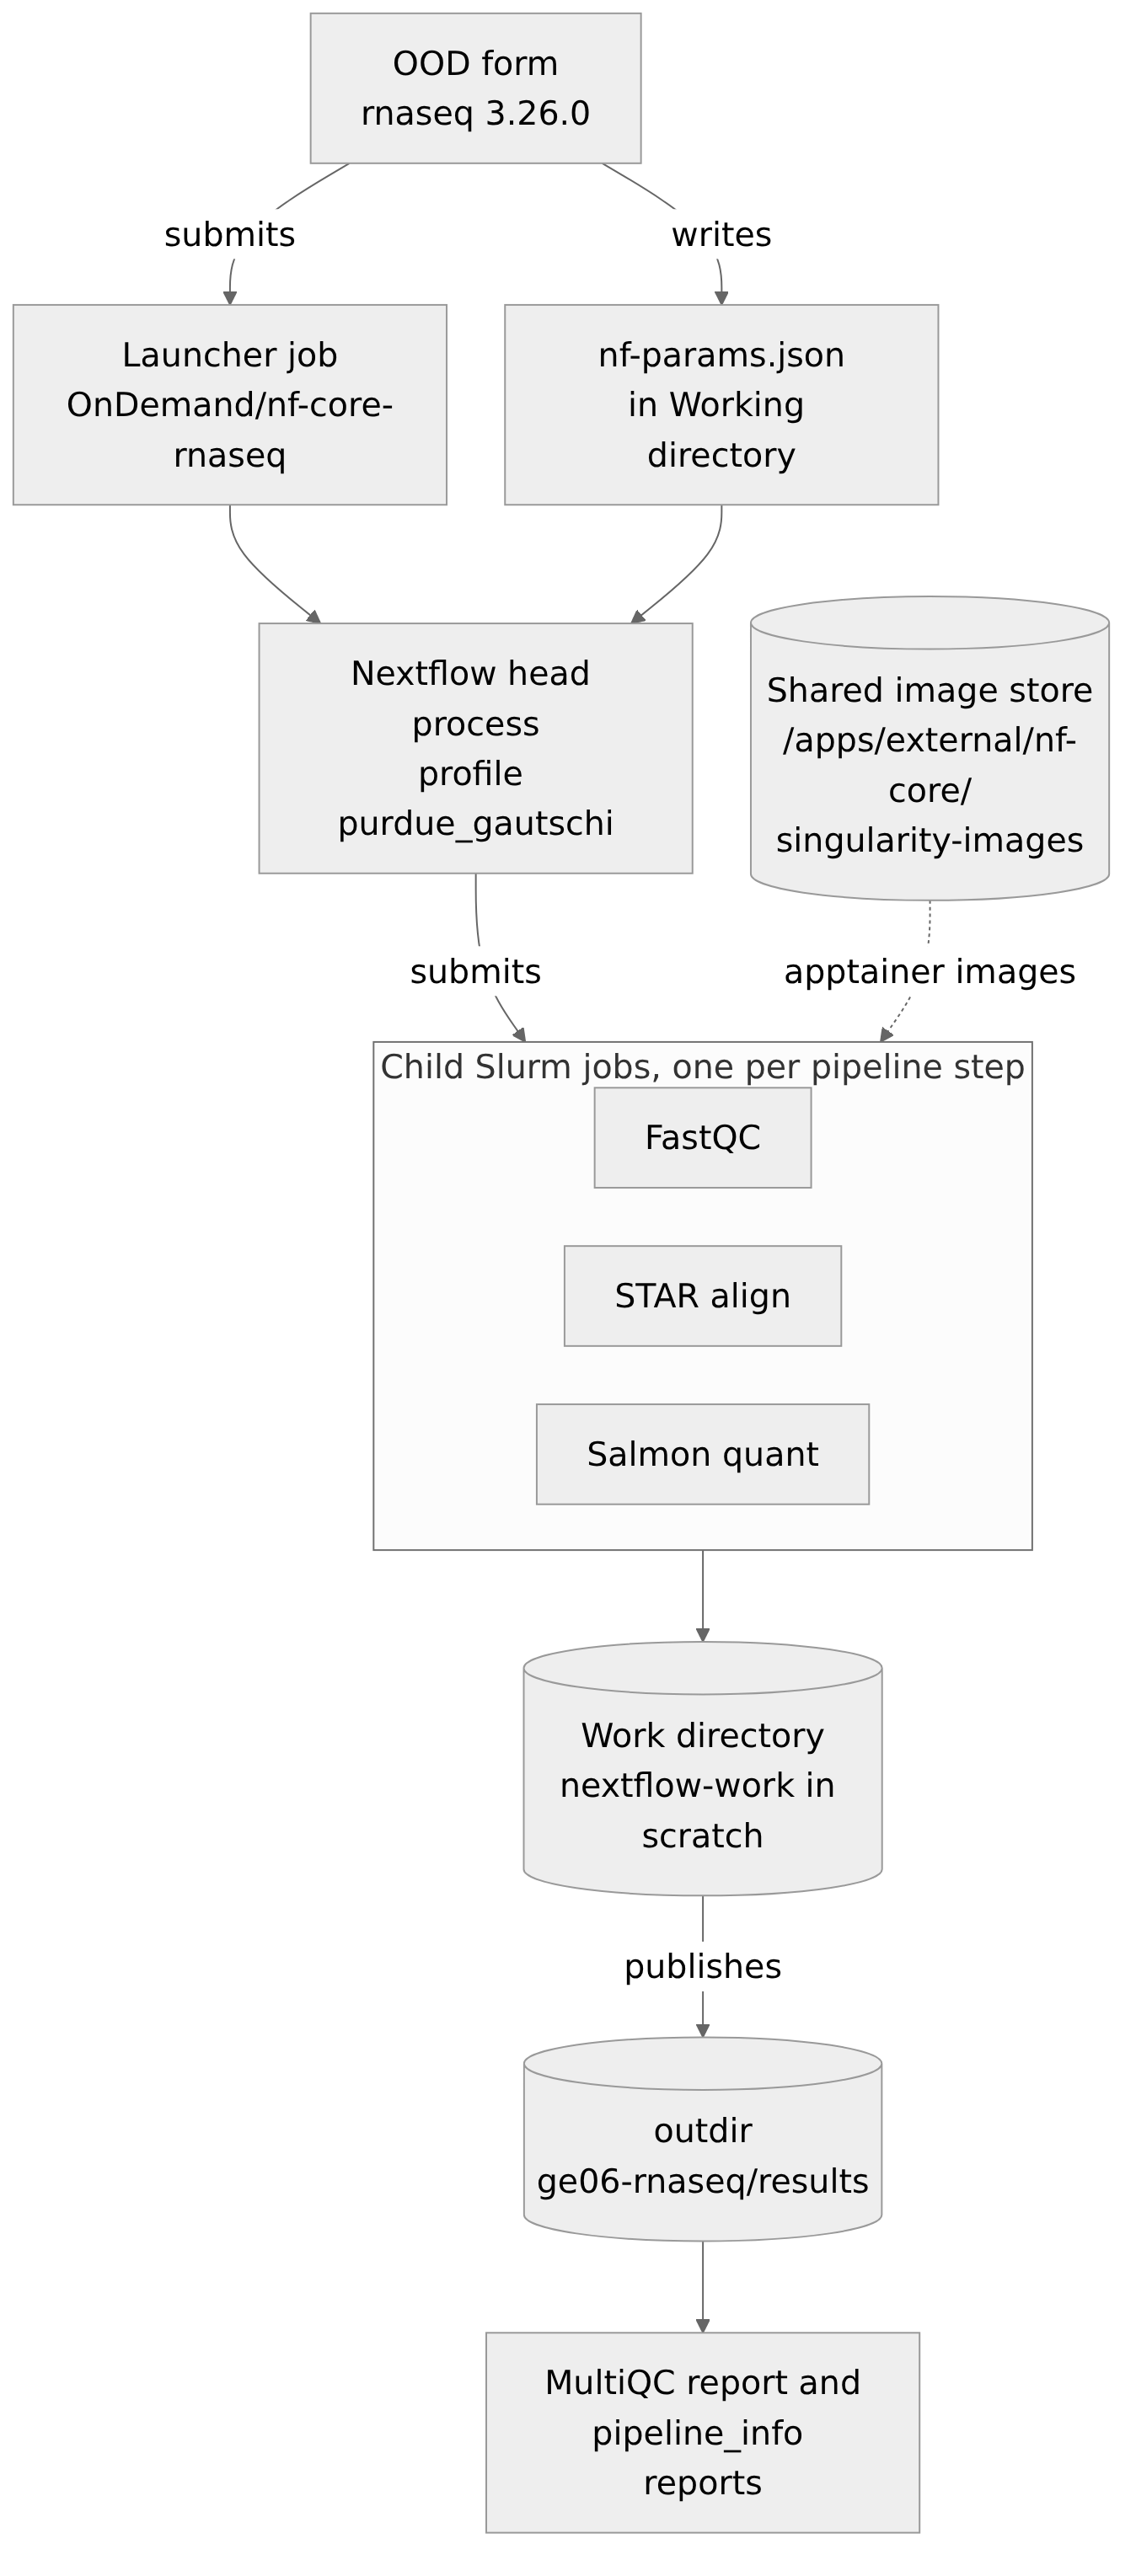 OOD form
rnaseq 3.26.0
submits
writes
Launcher job
OnDemand/nf-core-
rnaseq
nf-params.json
in Working
directory
Nextflow head
process
profile
purdue_gautschi
Shared image store
/apps/external/nf-
core/
singularity-images
submits
apptainer images
Child Slurm jobs, one per pipeline step
FastQC
STAR align
Salmon quant
Work directory
nextflow-work in
scratch
publishes
outdir
ge06-rnaseq/results
MultiQC report and
pipeline_info
reports